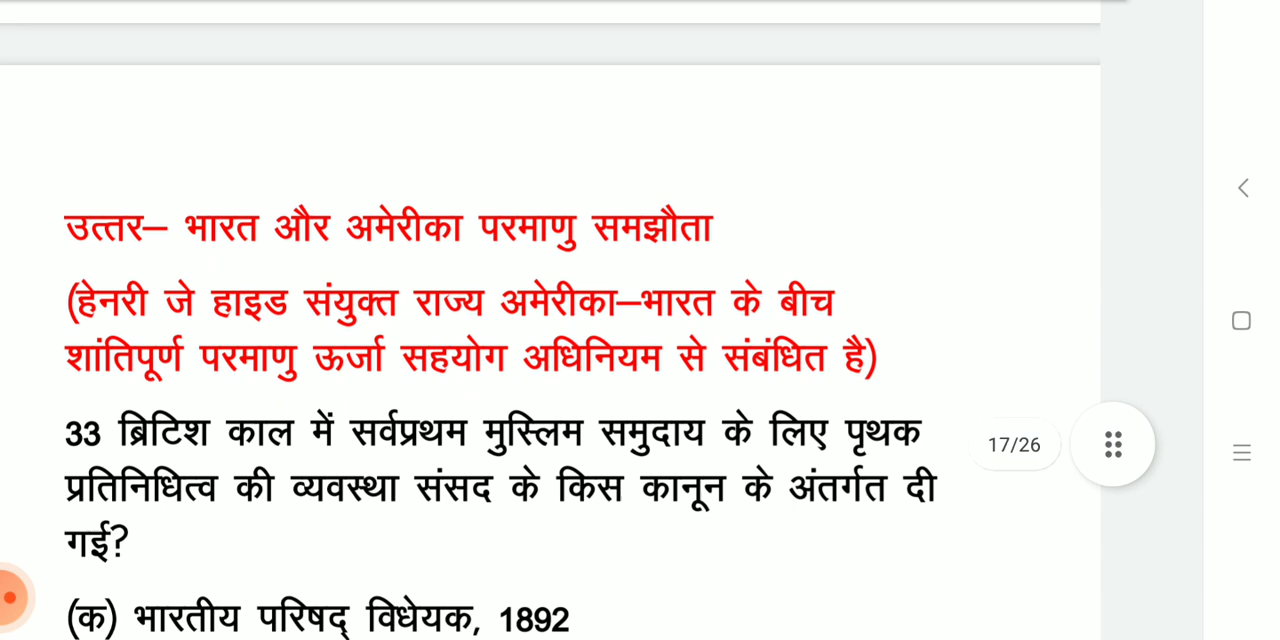 उत्तर– भारत और अमेरीका परमाणु समझौता
(हेनरी जे हाइड संयुक्त राज्य अमेरीका–भारत के बीच
शांतिपूर्ण परमाणु ऊर्जा सहयोग अधिनियम से संबंधित है)
33 ब्रिटिश काल में सर्वप्रथम मुस्लिम समुदाय के लिए पृथक
प्रतिनिधित्व की व्यवस्था संसद के किस कानून के अंतर्गत दी
गई?
17/26
(क) भारतीय परिषद् विधेयक, 1892